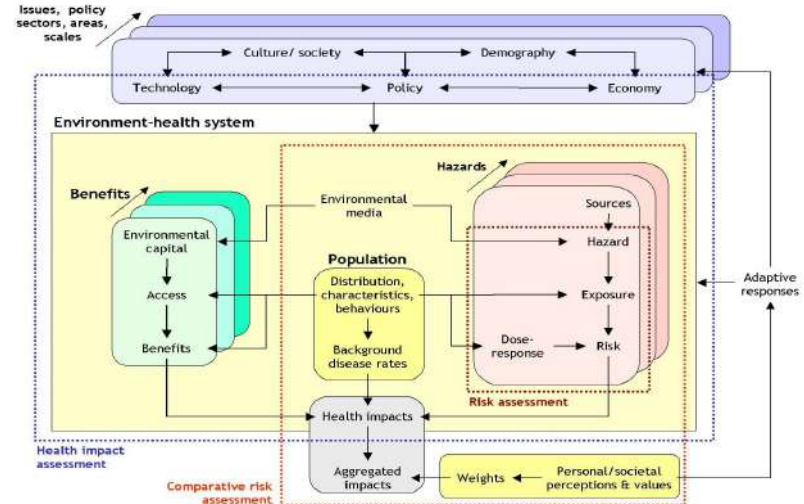 Issues, policy
sectors, areas,
scales
Culture/ society
Demography
Technology
Policy
Economy
Environment-health system
Benefits
Environmental
capital
Access
Benefits
Environmental
media
Population
Distribution,
characteristics,
behaviours
Background
disease rates
Hazards
Sources
Hazard
Exposure
Dose-
response
Risk
Risk assessment
Adaptive
responses
Health impacts
Aggregated
impacts
Weights
Personal/societal
perceptions & values
Health impact
assessment
Comparative risk
assessment